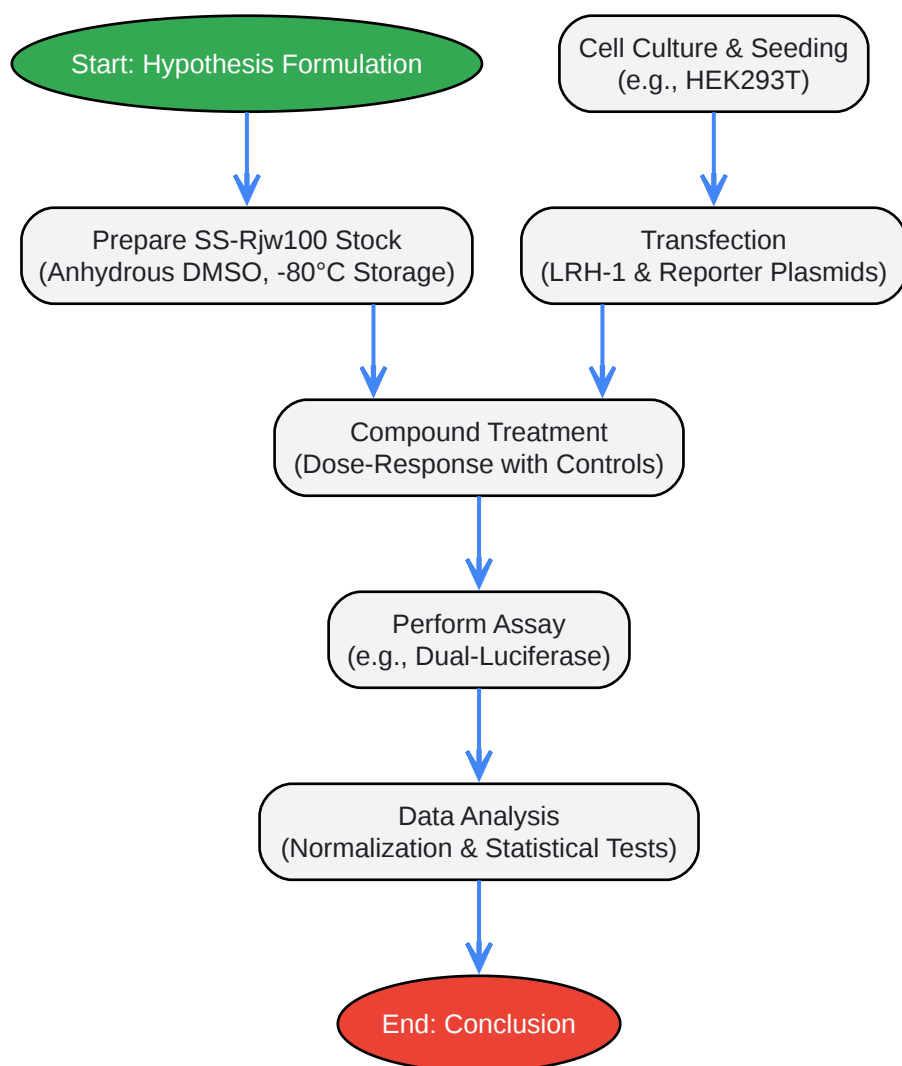 Start: Hypothesis Formulation
Cell Culture & Seeding
(e.g., HEK293T)
Prepare SS-Rjw100 Stock
(Anhydrous DMSO, -80°C Storage)
Transfection
(LRH-1 & Reporter Plasmids)
Compound Treatment
(Dose-Response with Controls)
Perform Assay
(e.g., Dual-Luciferase)
Data Analysis
(Normalization & Statistical Tests)
End: Conclusion